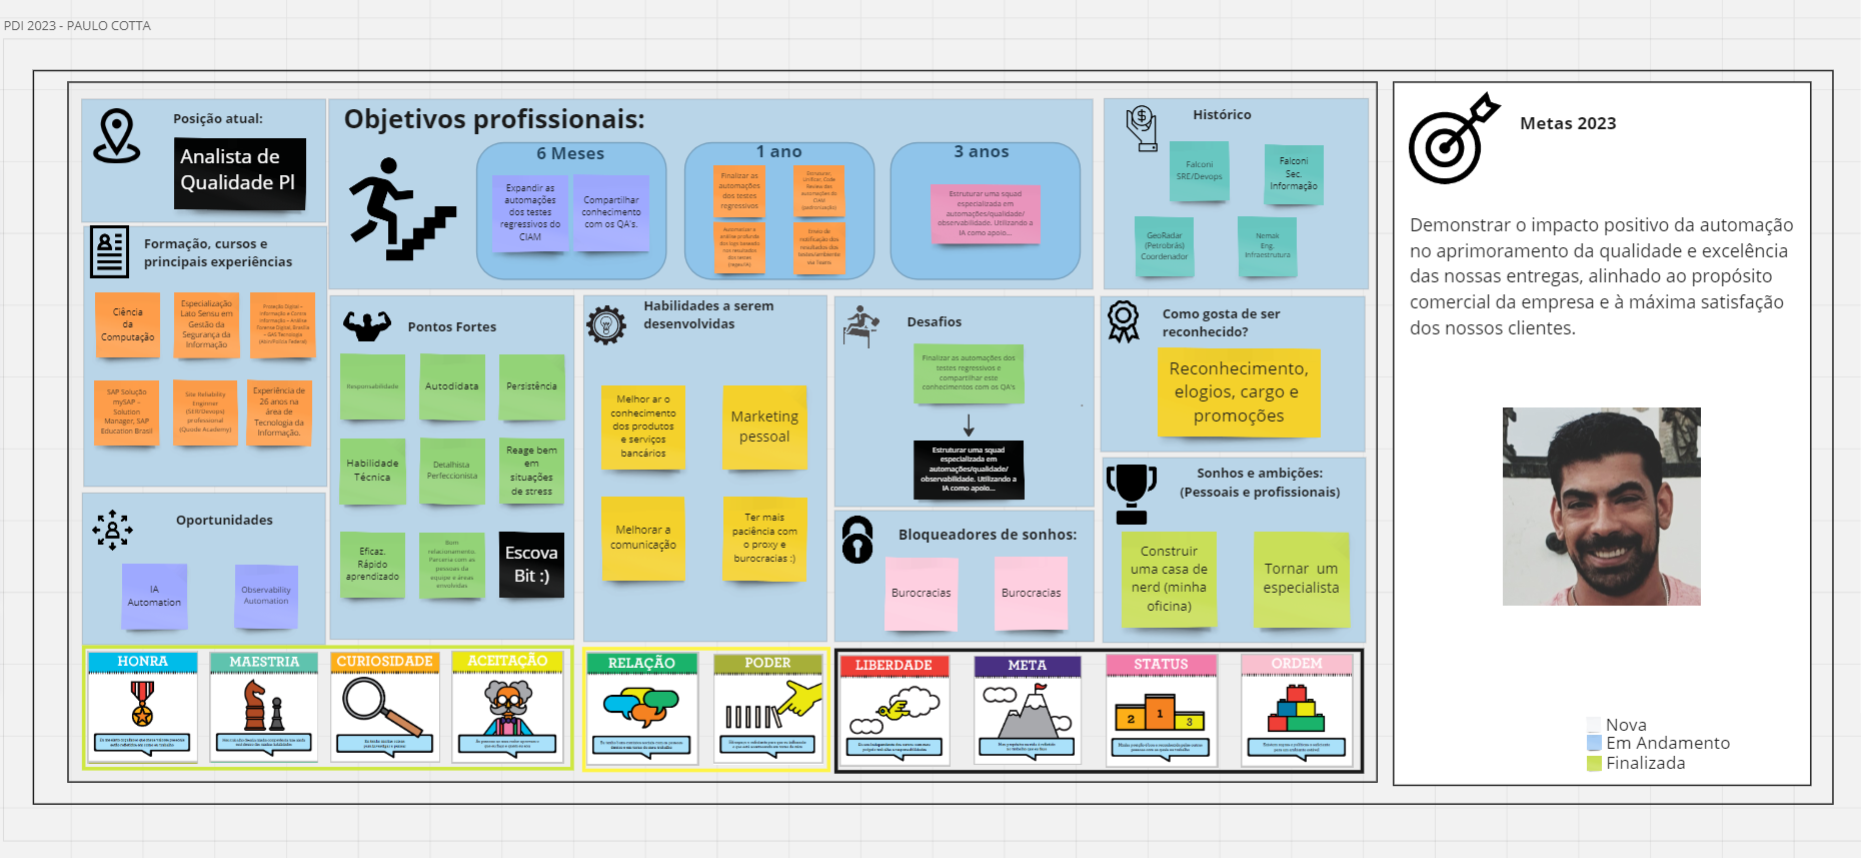 PDI 2023 - PAULO COTTA
Posição atual:
Analista de
Qualidade Pl
Formação, cursos e
principais experiências
Ciência
da
Computação
Especialização
Lato Sensu em
Gestão da
Segurança da
Informação
SAP Solução
mySAP –
Solution
Manager, SAP
Education Brasil
Site Reliability
Engineer
professional
(Quode Academy)
Experiência de
26 anos na
área de
Tecnologia da
Informação.
Oportunidades
IA
Automation
Observability
Automation
Objetivos profissionais:
6 Meses
Expandir as
automações
dos testes
regressivos do
CIAM
Compartilhar
conhecimento
com os QA's.
1 ano
Finalizar as
automações
dos testes
regressivos
3 anos
Estruturar uma squad
especializada em
automações/qualidade/
observabilidade. Utilizando a
IA como apoio...
Histórico
Falconi
SRE/Devops
Falconi
Sec.
Informação
GeoRadar
(Petrobrás)
Coordenador
Nemak
Eng.
Infraestrutura
Pontos Fortes
Responsabilidade
Autodidata
Persistência
Habilidade
Técnica
Detalhista
Perfeccionista
Reage bem
em
situações
de stress
Eficaz.
Rápido
aprendizado
Bom
relacionamento.
Parceria com as
pessoas da
equipe e áreas
envolvidas
Escova
Bit :)
Habilidades a serem
desenvolvidas
Melhor ar o
conhecimento
dos produtos
e serviços
bancários
Marketing
pessoal
Melhorar a
comunicação
Ter mais
paciência com
o proxy e
burocracias :)
Desafios
Finalizar as automações dos
testes regressivos e
compartilhar este
conhecimentos com os QA's
Estruturar uma squad
especializada em
automações/qualidade/
observabilidade. Utilizando a
IA como apoio...
Bloqueadores de sonhos:
Burocracias
Burocracias
Como gosta de ser
reconhecido?
Reconhecimento,
elogios, cargo e
promoções
Sonhos e ambições:
(Pessoais e profissionais)
Construir
uma casa de
nerd (minha
oficina)
Tornar um
especialista
HONRA
MAESTRIA
CURIOSIDADE
ACEITAÇÃO
RELAÇÃO
PODER
LIBERDADE
META
STATUS
2 1 3
ORDEM
Metas 2023
Demonstrar o impacto positivo da automação
no aprimoramento da qualidade e excelência
das nossas entregas, alinhado ao propósito
comercial da empresa e à máxima satisfação
dos nossos clientes.
Nova
Em Andamento
Finalizada